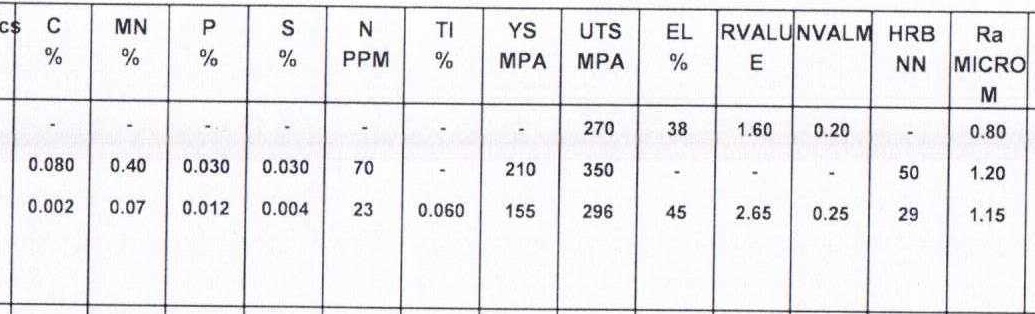 cs C MN P S N TI YS UTS EL RVALU NVALM HRB Ra
% % % % PPM % MPA MPA % E NN MICRO
M
- - - - - - - 270 38 1.60 0.20 - 0.80
0.080 0.40 0.030 0.030 70 - 210 350 - - - 50 1.20
0.002 0.07 0.012 0.004 23 0.060 155 296 45 2.65 0.25 29 1.15